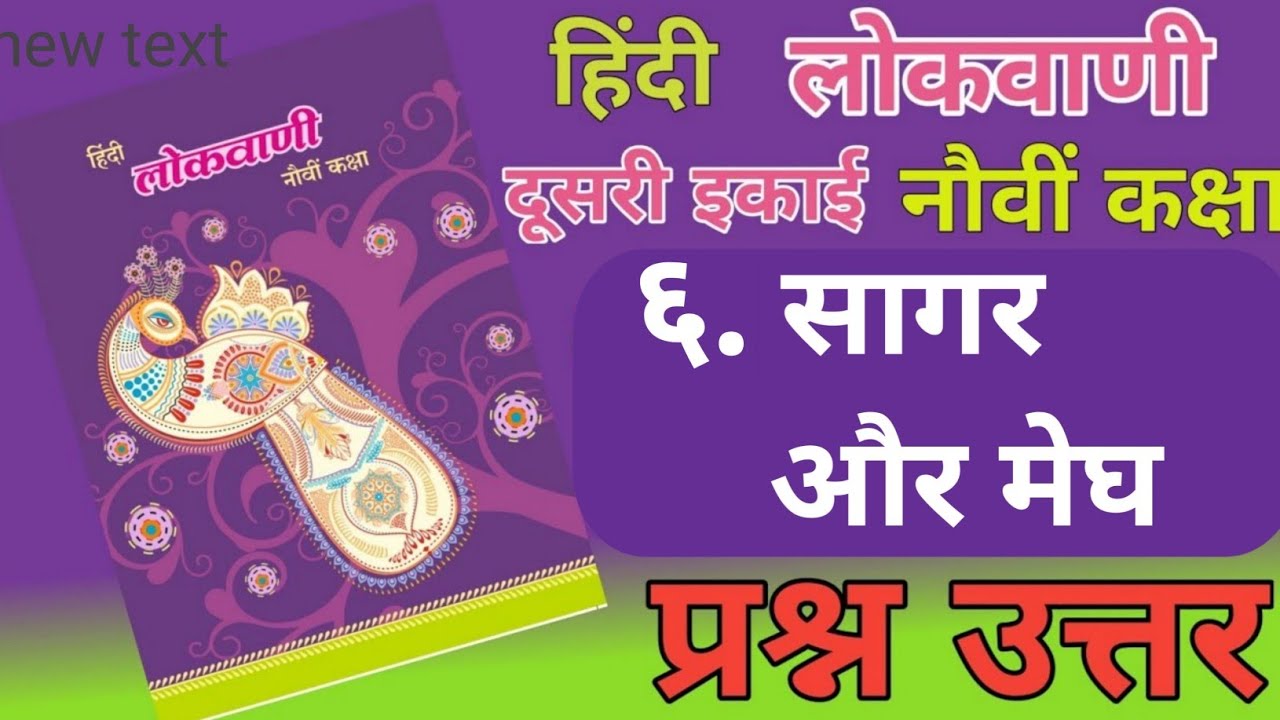 new text
हिंदी लोकवाणी
दूसरी इकाई नौवीं कक्षा
६. सागर
और मेघ
प्रश्न उत्तर
हिंदी
लोकवाणी
नौवीं कक्षा